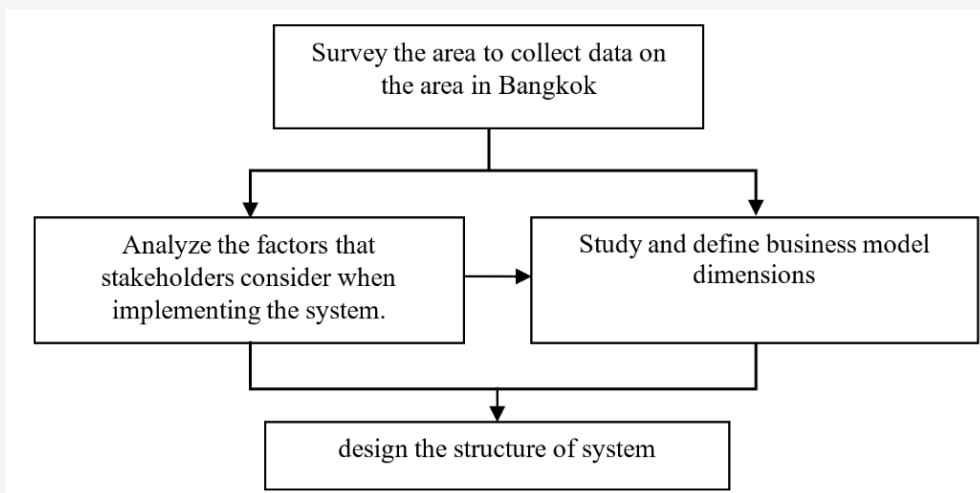 Survey the area to collect data on
the area in Bangkok
Analyze the factors that
stakeholders consider when
implementing the system.
Study and define business model
dimensions
design the structure of system